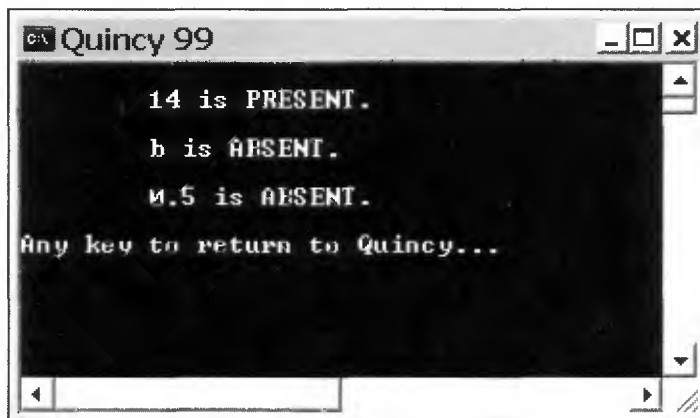 Quincy 99
14 is PRESENT.
b is ABSENT.
M.5 is ABSENT.
Any key to return to Quincy...